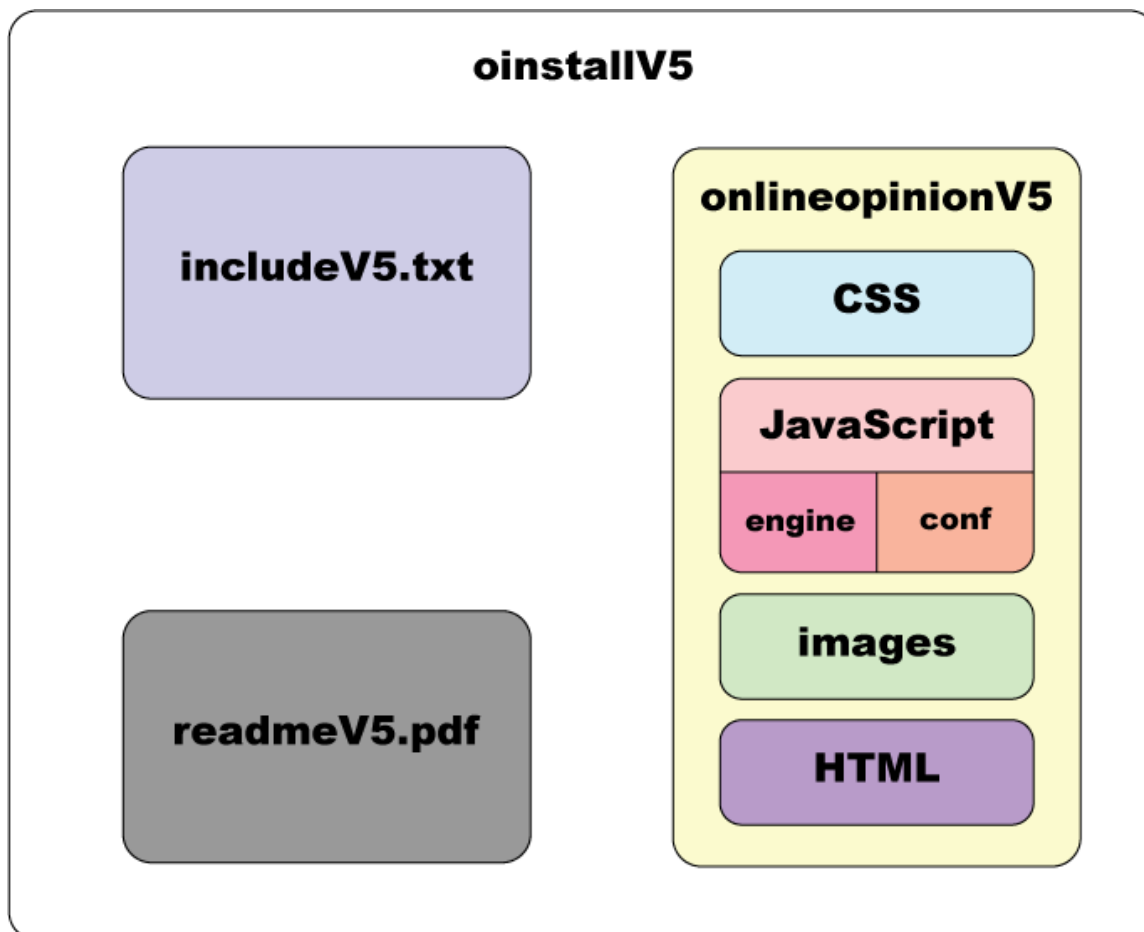 oinstallV5
includeV5.txt
readmeV5.pdf
onlineopinionV5
CSS
JavaScript
engine conf
images
HTML